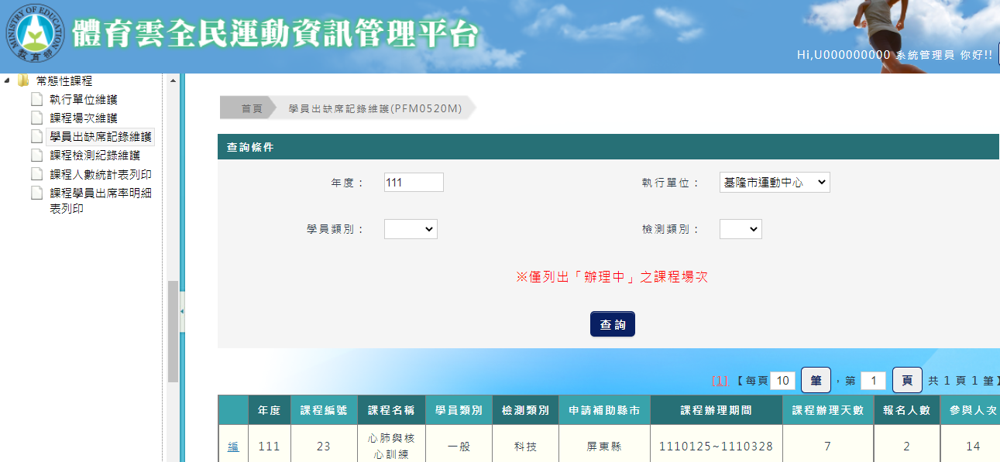 MINISTRY OF EDUCATION
教育部
體育雲全民運動資訊管理平台
Hi,U000000000 系統管理員 你好!!
常態性課程
執行單位維護
課程場次維護
學員出缺席記錄維護
課程檢測紀錄維護
課程人數統計表列印
課程學員出席率明細
表列印
首頁 學員出缺席記錄維護(PFM0520M)
查詢條件
年度： 111 執行單位： 基隆市運動中心
學員類別： 檢測類別：
※僅列出「辦理中」之課程場次
查詢
[1] 【每頁 10 筆，第 1 頁 共 1 頁 1 筆】
年度 課程編號 課程名稱 學員類別 檢測類別 申請補助縣市 課程辦理期間 課程辦理天數 報名人數 參與人次
編 111 23 心肺與核 一般 科技 屏東縣 1110125~1110328 7 2 14
心訓練